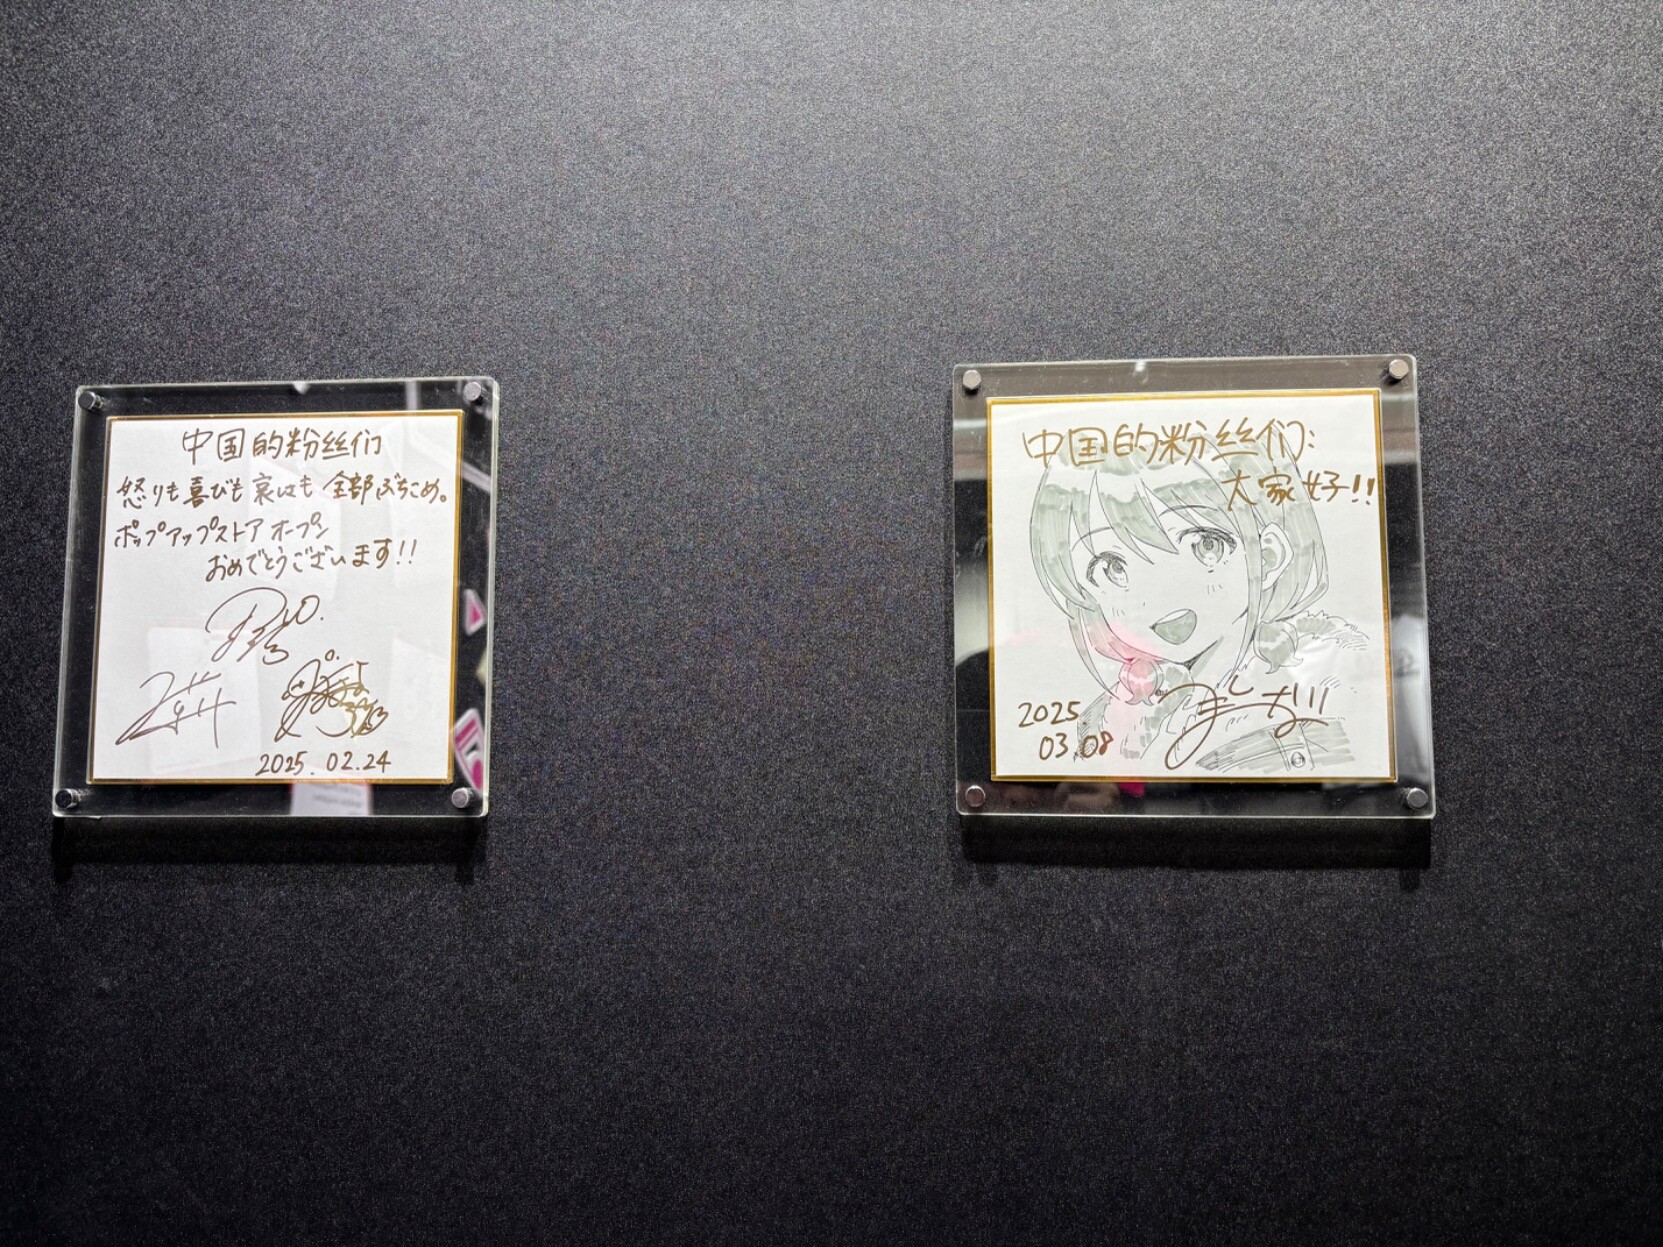 中国的粉丝们
怒りも喜びも哀しみも全部ぶちこめ。
ポップアップストアオープン
おめでとうございます!!
2025.02.24
中国的粉丝们:
大家好!!
2025.
03.08